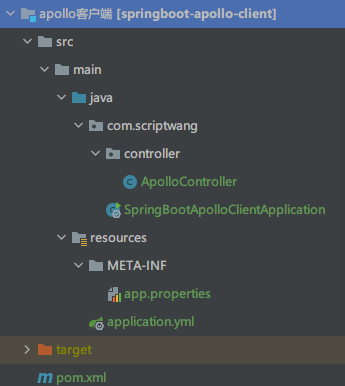 apollo客户端 [springboot-apollo-client]
src
main
java
com.scriptwang
controller
ApolloController
SpringBootApolloClientApplication
resources
META-INF
app.properties
application.yml
target
pom.xml